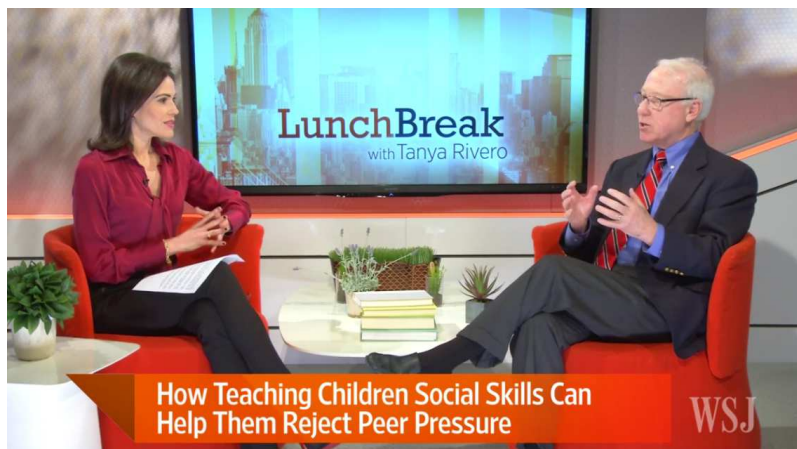 LunchBreak
with Tanya Rivero
How Teaching Children Social Skills Can
Help Them Reject Peer Pressure
WSJ